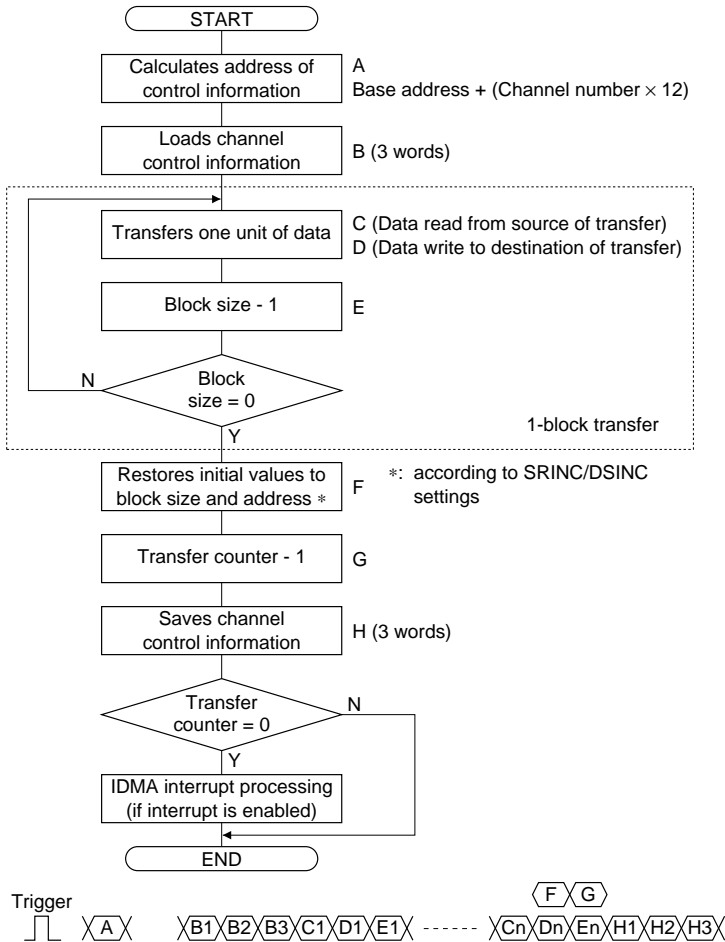 START
Calculates address of
control information
A
Base address + (Channel number × 12)
Loads channel
control information
B (3 words)
Transfers one unit of data
C (Data read from source of transfer)
D (Data write to destination of transfer)
Block size - 1
E
N
Block
size = 0
Y
1-block transfer
Restores initial values to
block size and address *
F
*: according to SRINC/DSINC
settings
Transfer counter - 1
G
Saves channel
control information
H (3 words)
Transfer
counter = 0
N
Y
IDMA interrupt processing
(if interrupt is enabled)
END
Trigger
F G
A B1 B2 B3 C1 D1 E1 ------ Cn Dn En H1 H2 H3